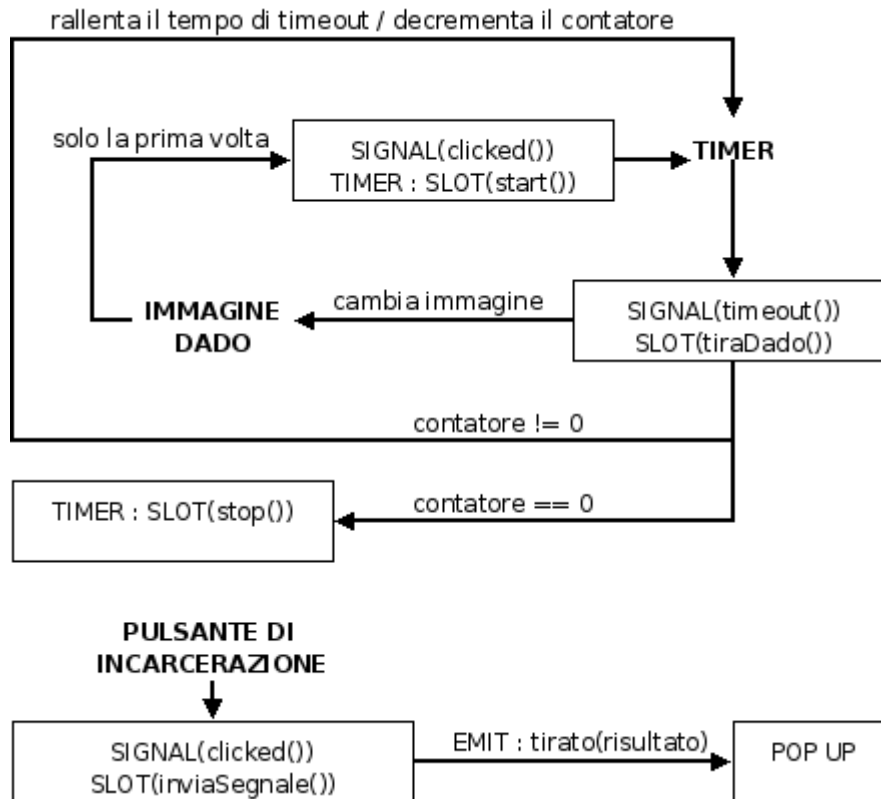 rallenta il tempo di timeout / decrementa il contatore
solo la prima volta
SIGNAL(clicked())
TIMER : SLOT(start())
TIMER
IMMAGINE
DADO
cambia immagine
SIGNAL(timeout())
SLOT(tiraDado())
contatore != 0
TIMER : SLOT(stop())
contatore == 0
PULSANTE DI
INCARCERAZIONE
SIGNAL(clicked())
SLOT(inviaSegnale())
EMIT : tirato(risultato)
POP UP